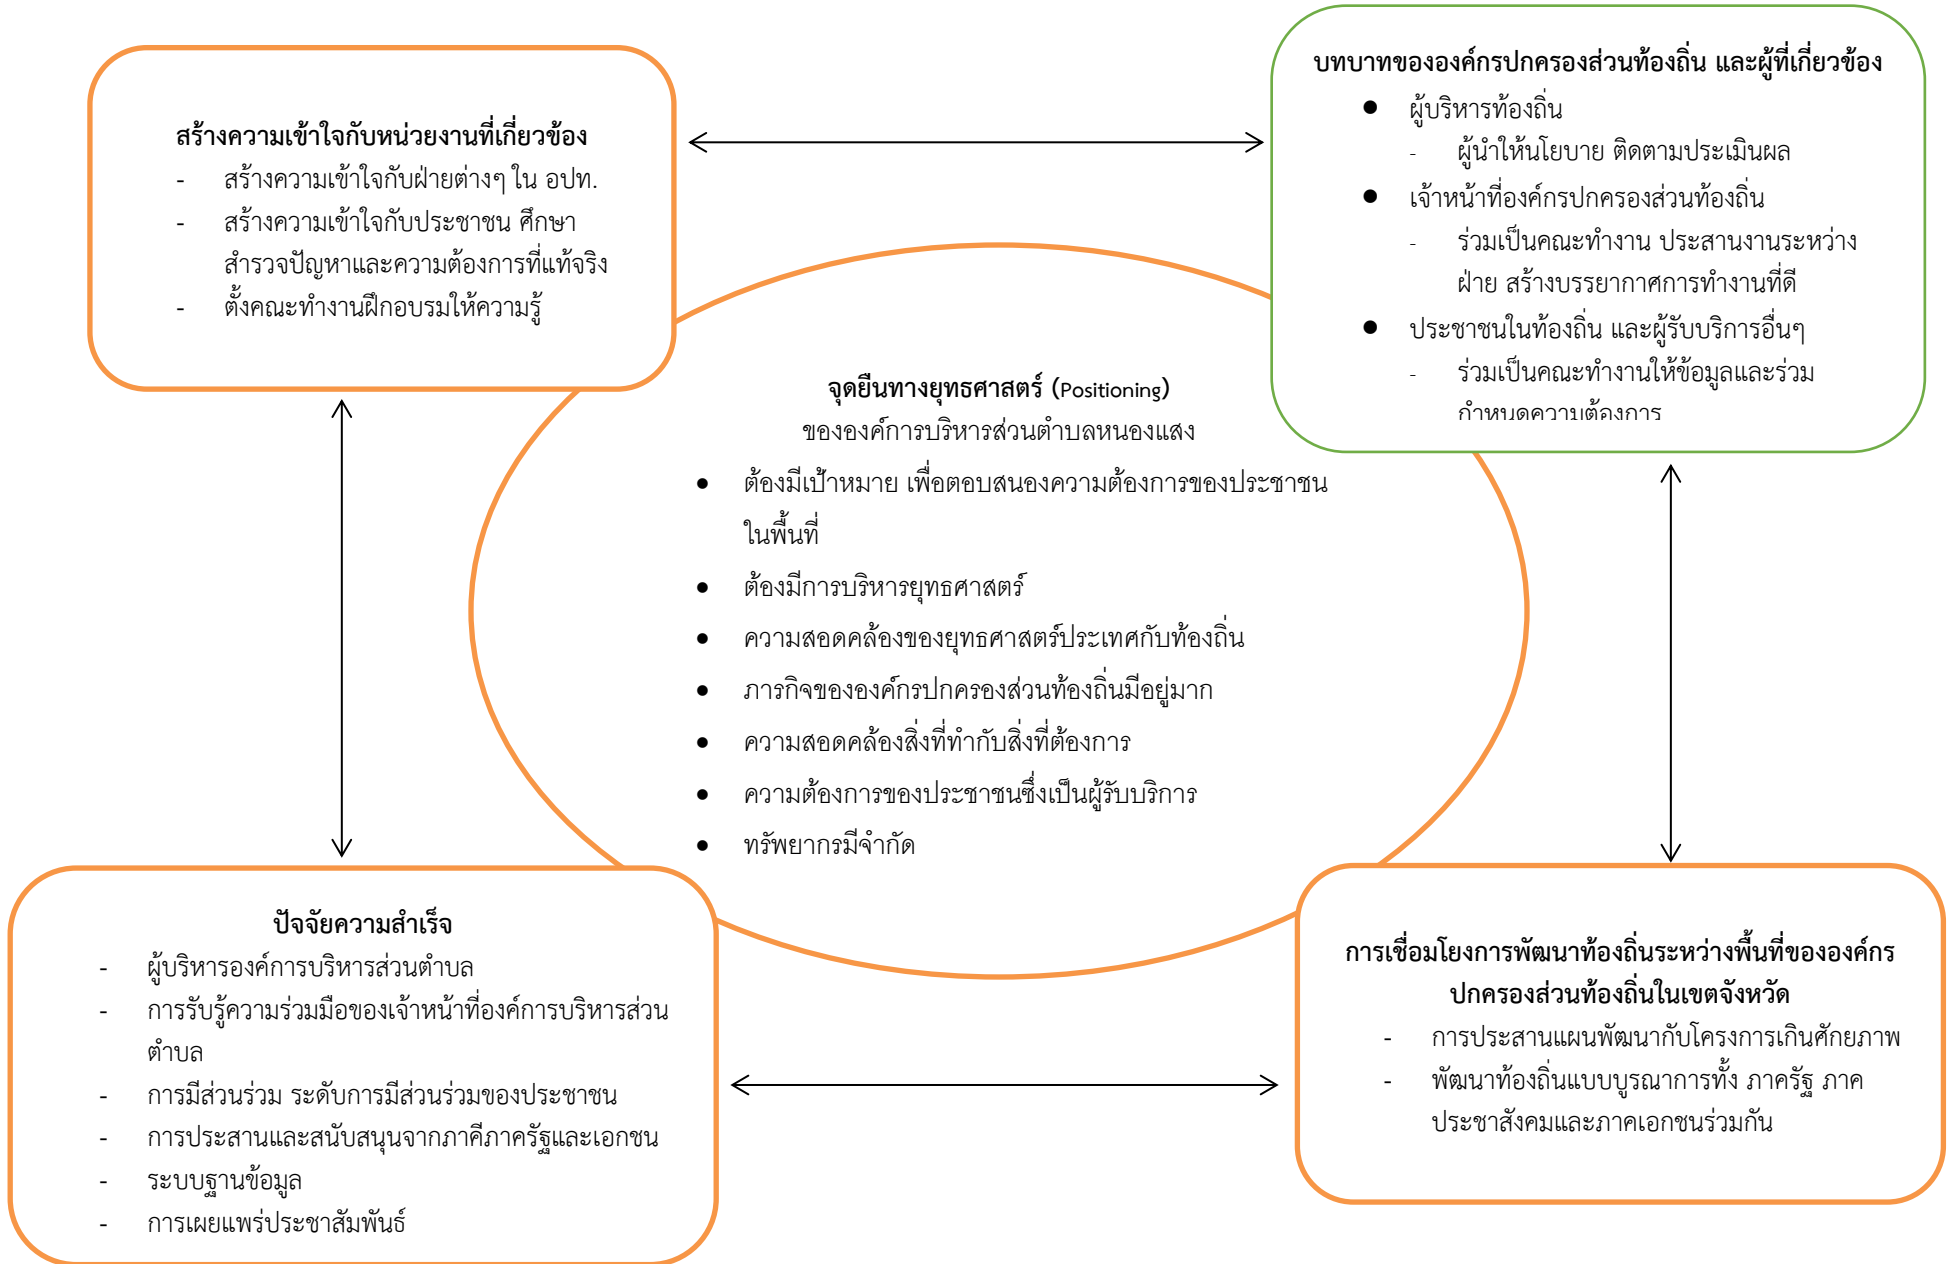 สร้างความเข้าใจกับหน่วยงานที่เกี่ยวข้อง
- สร้างความเข้าใจกับฝ่ายต่างๆ ใน อปท.
- สร้างความเข้าใจกับประชาชน ศึกษา
สำรวจปัญหาและความต้องการที่แท้จริง
- ตั้งคณะทำงานฝึกอบรมให้ความรู้
บทบาทขององค์กรปกครองส่วนท้องถิ่น และผู้ที่เกี่ยวข้อง
● ผู้บริหารท้องถิ่น
- ผู้นำให้นโยบาย ติดตามประเมินผล
● เจ้าหน้าที่องค์กรปกครองส่วนท้องถิ่น
- ร่วมเป็นคณะทำงาน ประสานงานระหว่าง
ฝ่าย สร้างบรรยากาศการทำงานที่ดี
● ประชาชนในท้องถิ่น และผู้รับบริการอื่นๆ
- ร่วมเป็นคณะทำงานให้ข้อมูลและร่วม
กำหนดความต้องการ
จุดยืนทางยุทธศาสตร์ (Positioning)
ขององค์การบริหารส่วนตำบลหนองแสง
● ต้องมีเป้าหมาย เพื่อตอบสนองความต้องการของประชาชน
ในพื้นที่
● ต้องมีการบริหารยุทธศาสตร์
● ความสอดคล้องของยุทธศาสตร์ประเทศกับท้องถิ่น
● ภารกิจขององค์กรปกครองส่วนท้องถิ่นมีอยู่มาก
● ความสอดคล้องสิ่งที่ทำกับสิ่งที่ต้องการ
● ความต้องการของประชาชนซึ่งเป็นผู้รับบริการ
● ทรัพยากรมีจำกัด
ปัจจัยความสำเร็จ
- ผู้บริหารองค์การบริหารส่วนตำบล
- การรับรู้ความร่วมมือของเจ้าหน้าที่องค์การบริหารส่วน
ตำบล
- การมีส่วนร่วม ระดับการมีส่วนร่วมของประชาชน
- การประสานและสนับสนุนจากภาคีภาครัฐและเอกชน
- ระบบฐานข้อมูล
- การเผยแพร่ประชาสัมพันธ์
การเชื่อมโยงการพัฒนาท้องถิ่นระหว่างพื้นที่ขององค์กร
ปกครองส่วนท้องถิ่นในเขตจังหวัด
- การประสานแผนพัฒนากับโครงการเกินศักยภาพ
- พัฒนาท้องถิ่นแบบบูรณาการทั้ง ภาครัฐ ภาค
ประชาสังคมและภาคเอกชนร่วมกัน